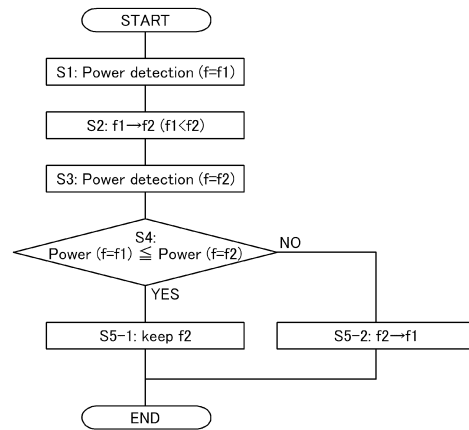 START
S1: Power detection (f=f1)
S2: f1→f2 (f1<f2)
S3: Power detection (f=f2)
S4:
Power (f=f1) ≦ Power (f=f2)
NO
YES
S5-1: keep f2
S5-2: f2→f1
END